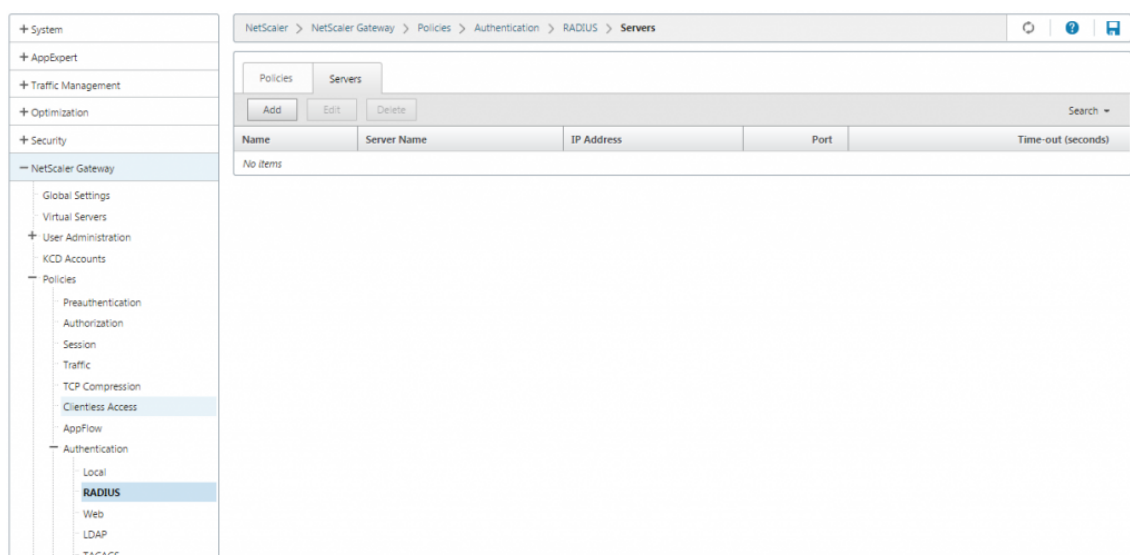 NetScaler > NetScaler Gateway > Policies > Authentication > RADIUS > Servers
+ System
+ AppExpert
+ Traffic Management
+ Optimization
+ Security
− NetScaler Gateway
Global Settings
Virtual Servers
+ User Administration
KCD Accounts
− Policies
Preauthentication
Authorization
Session
Traffic
TCP Compression
Clientless Access
AppFlow
− Authentication
Local
RADIUS
Web
LDAP
TACACS
Policies Servers
Add Edit Delete Search
Name Server Name IP Address Port Time-out (seconds)
No items